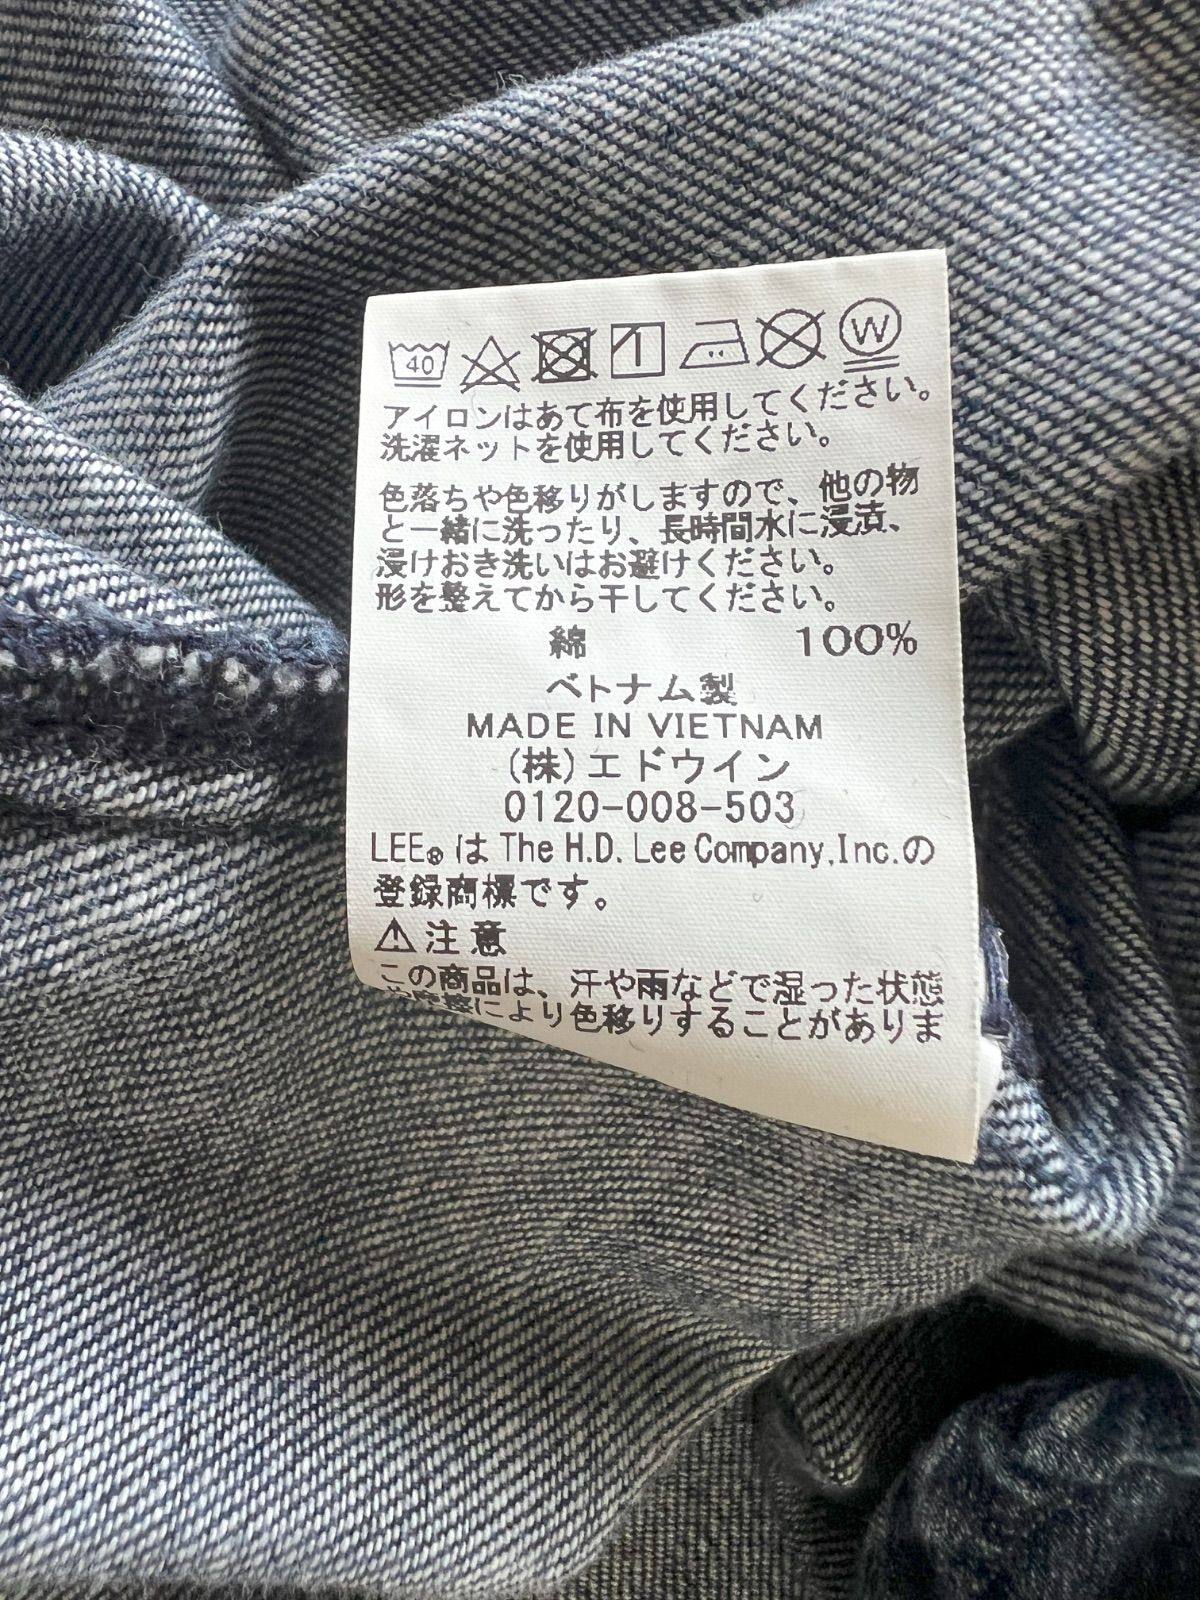 40 W
アイロンはあて布を使用してください。
洗濯ネットを使用してください。
色落ちや色移りがしますので、他の物
と一緒に洗ったり、長時間水に浸漬、
浸けおき洗いはお避けください。
形を整えてから干してください。
綿 100%
ベトナム製
MADE IN VIETNAM
(株)エドウイン
0120-008-503
LEE® は The H.D. Lee Company,Inc.の
登録商標です。
⚠注意
この商品は、汗や雨などで湿った状態
や摩擦により色移りすることがありま